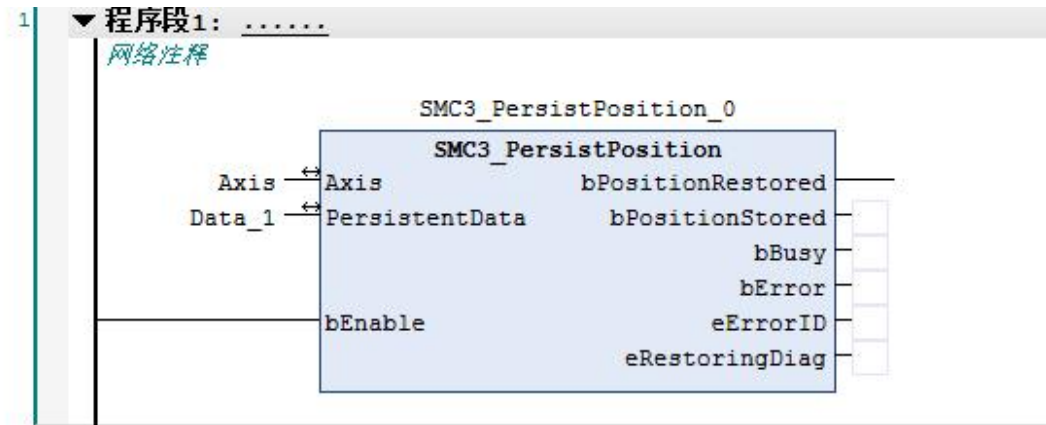 1
程序段1: ......
网络注释
SMC3_PersistPosition_0
SMC3_PersistPosition
Axis Axis bPositionRestored
Data_1 PersistentData bPositionStored
bBusy
bError
bEnable eErrorID
eRestoringDiag